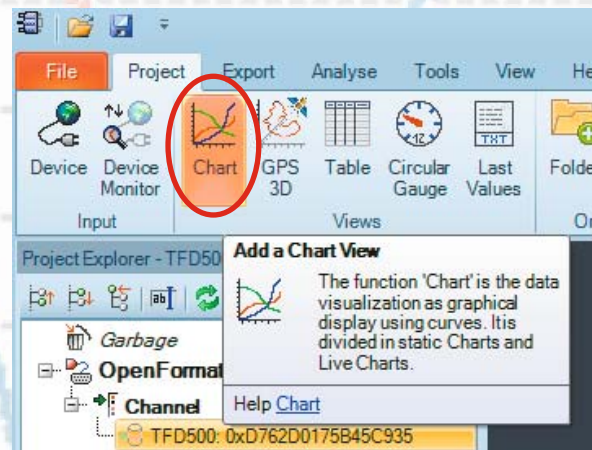 File Project Export Analyse Tools View He
Device Device Monitor Chart GPS 3D Table Circular Gauge Last Values Folde
Input Views Or
Project Explorer - TFD50
Add a Chart View
The function 'Chart' is the data
visualization as graphical
display using curves. Itis
divided in static Charts and
Live Charts.
Help Chart
Garbage
OpenFormat
Channel
TFD500: 0xD762D0175B45C935